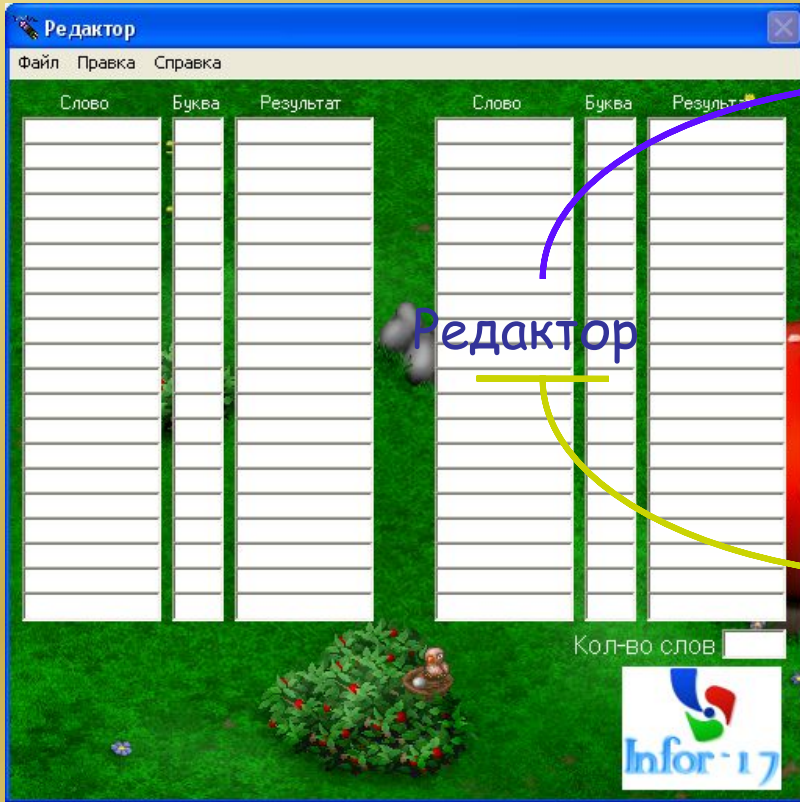 Редактор
Файл Правка Справка
Слово Буква Результат Слово Буква Результат
Редактор
Кол-во слов
Infor-17